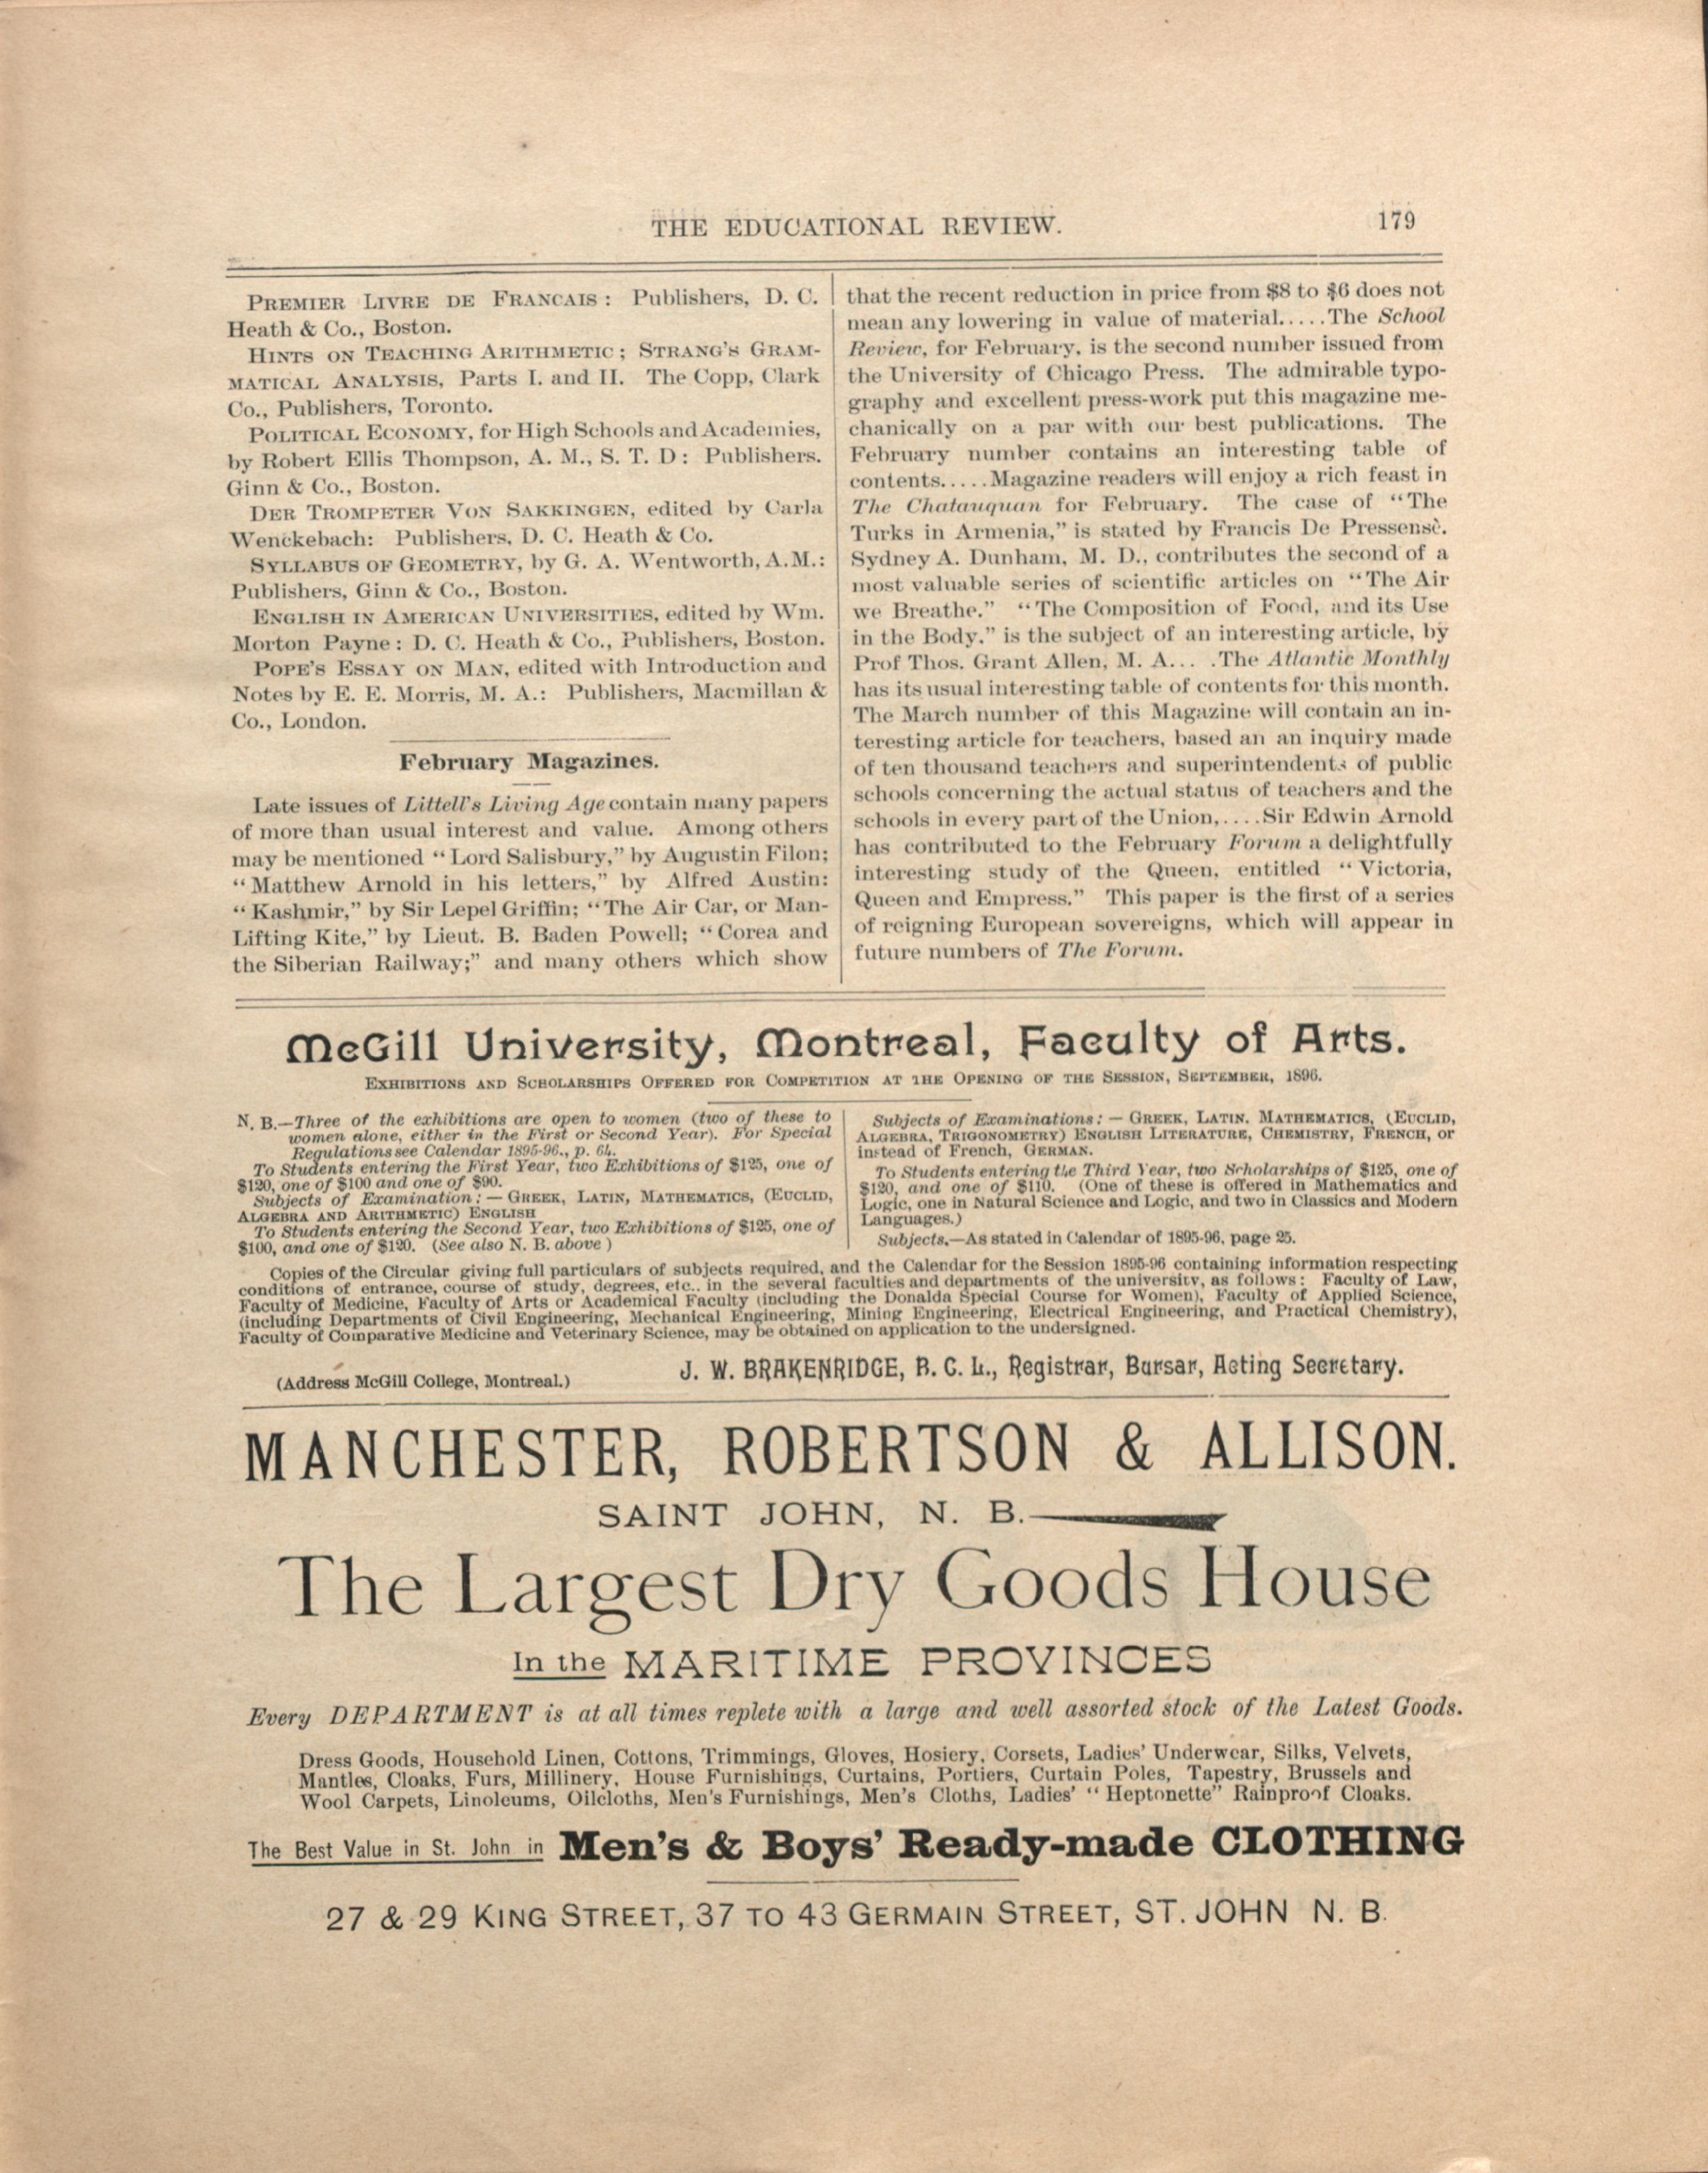 THE EDUCATIONAL REVIEW.
179
PREMIER LIVRE DE FRANCAIS: Publishers, D. C.
Heath & Co., Boston.
HINTS ON TEACHING ARITHMETIC; STRANG'S GRAM-
MATICAL ANALYSIS, Parts I. and II. The Copp, Clark
Co., Publishers, Toronto.
POLITICAL ECONOMY, for High Schools and Academies,
by Robert Ellis Thompson, A. M., S. T. D: Publishers.
Ginn & Co., Boston.
DER TROMPETER VON SAKKINGEN, edited by Carla
Wenckebach: Publishers, D. C. Heath & Co.
SYLLABUS OF GEOMETRY, by G. A. Wentworth, A.M.:
Publishers, Ginn & Co., Boston.
ENGLISH IN AMERICAN UNIVERSITIES, edited by Wm.
Morton Payne: D. C. Heath & Co., Publishers, Boston.
POPE'S ESSAY ON MAN, edited with Introduction and
Notes by E. E. Morris, M. A.: Publishers, Macmillan &
Co., London.
February Magazines.
Late issues of Littell's Living Age contain many papers
of more than usual interest and value. Among others
may be mentioned "Lord Salisbury," by Augustin Filon;
"Matthew Arnold in his letters," by Alfred Austin:
"Kashmir," by Sir Lepel Griffin; "The Air Car, or Man-
Lifting Kite," by Lieut. B. Baden Powell; "Corea and
the Siberian Railway;" and many others which show
that the recent reduction in price from $8 to $6 does not
mean any lowering in value of material.....The School
Review, for February, is the second number issued from
the University of Chicago Press. The admirable typo-
graphy and excellent press-work put this magazine me-
chanically on a par with our best publications. The
February number contains an interesting table of
contents.....Magazine readers will enjoy a rich feast in
The Chatauquan for February. The case of "The
Turks in Armenia," is stated by Francis De Pressensè.
Sydney A. Dunham, M. D., contributes the second of a
most valuable series of scientific articles on "The Air
we Breathe." "The Composition of Food, and its Use
in the Body." is the subject of an interesting article, by
Prof Thos. Grant Allen, M. A... .The Atlantic Monthly
has its usual interesting table of contents for this month.
The March number of this Magazine will contain an in-
teresting article for teachers, based an an inquiry made
of ten thousand teachers and superintendents of public
schools concerning the actual status of teachers and the
schools in every part of the Union,....Sir Edwin Arnold
has contributed to the February Forum a delightfully
interesting study of the Queen, entitled "Victoria,
Queen and Empress." This paper is the first of a series
of reigning European sovereigns, which will appear in
future numbers of The Forum.
McGill University, Montreal, Faculty of Arts.
EXHIBITIONS AND SCHOLARSHIPS OFFERED FOR COMPETITION AT THE OPENING OF THE SESSION, SEPTEMBER, 1896.
N. B.—Three of the exhibitions are open to women (two of these to
women alone, either in the First or Second Year). For Special
Regulations see Calendar 1895-96., p. 64.
To Students entering the First Year, two Exhibitions of $125, one of
$120, one of $100 and one of $90.
Subjects of Examination:—GREEK, LATIN, MATHEMATICS, (EUCLID,
ALGEBRA AND ARITHMETIC) ENGLISH
To Students entering the Second Year, two Exhibitions of $125, one of
$100, and one of $120. (See also N. B. above)
Subjects of Examinations:—GREEK, LATIN. MATHEMATICS, (EUCLID,
ALGEBRA, TRIGONOMETRY) ENGLISH LITERATURE, CHEMISTRY, FRENCH, or
instead of French, GERMAN.
To Students entering the Third Year, two Scholarships of $125, one of
$120, and one of $110. (One of these is offered in Mathematics and
Logic, one in Natural Science and Logic, and two in Classics and Modern
Languages.)
Subjects.—As stated in Calendar of 1895-96, page 25.
Copies of the Circular giving full particulars of subjects required, and the Calendar for the Session 1895-96 containing information respecting
conditions of entrance, course of study, degrees, etc.. in the several faculties and departments of the university, as follows: Faculty of Law,
Faculty of Medicine, Faculty of Arts or Academical Faculty (including the Donalda Special Course for Women), Faculty of Applied Science,
(including Departments of Civil Engineering, Mechanical Engineering, Mining Engineering, Electrical Engineering, and Practical Chemistry),
Faculty of Comparative Medicine and Veterinary Science, may be obtained on application to the undersigned.
J. W. BRAKENRIDGE, B. C. L., Registrar, Bursar, Acting Secretary.
(Address McGill College, Montreal.)
MANCHESTER, ROBERTSON & ALLISON.
SAINT JOHN, N. B.
The Largest Dry Goods House
In the MARITIME PROVINCES
Every DEPARTMENT is at all times replete with a large and well assorted stock of the Latest Goods.
Dress Goods, Household Linen, Cottons, Trimmings, Gloves, Hosiery, Corsets, Ladies' Underwear, Silks, Velvets,
Mantles, Cloaks, Furs, Millinery, House Furnishings, Curtains, Portiers, Curtain Poles, Tapestry, Brussels and
Wool Carpets, Linoleums, Oilcloths, Men's Furnishings, Men's Cloths, Ladies' "Heptonette" Rainproof Cloaks.
The Best Value in St. John in Men's & Boys' Ready-made CLOTHING
27 & 29 KING STREET, 37 TO 43 GERMAIN STREET, ST. JOHN N. B.